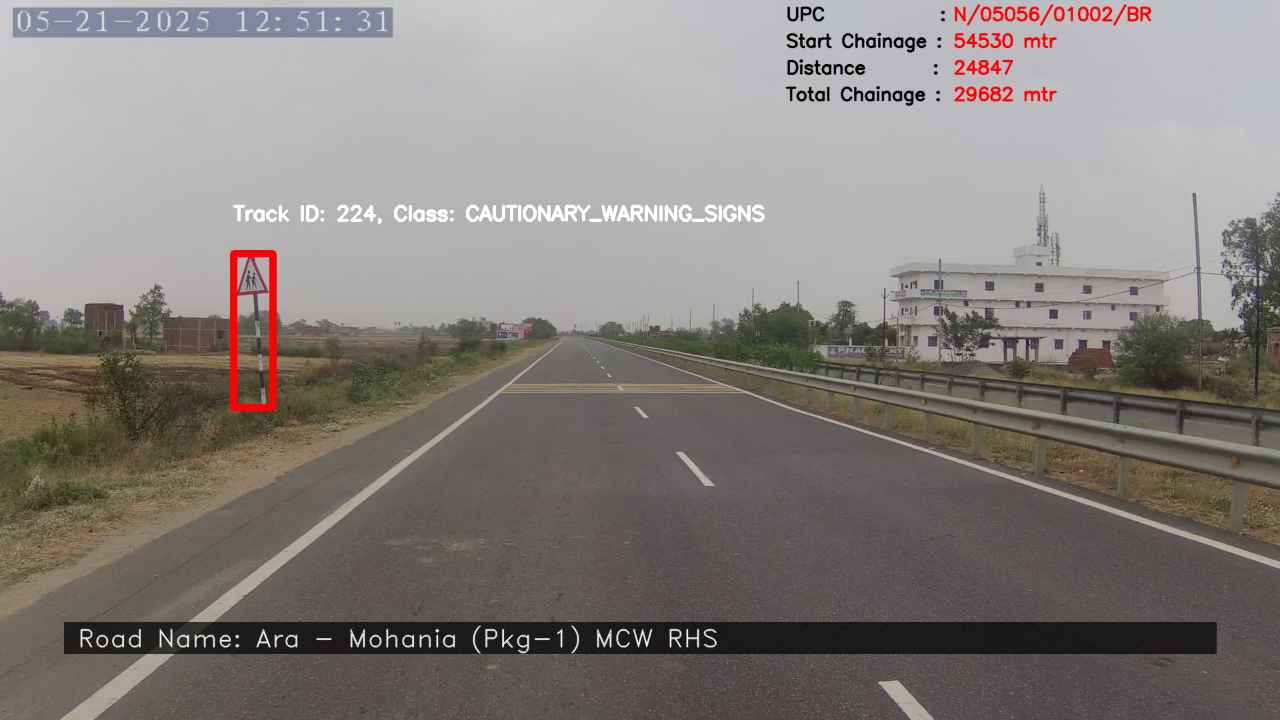 05-21-2025 12:51:31
UPC : N/05056/01002/BR
Start Chainage : 54530 mtr
Distance : 24847
Total Chainage : 29682 mtr
Track ID: 224, Class: CAUTIONARY_WARNING_SIGNS
Road Name: Ara - Mohania (Pkg-1) MCW RHS